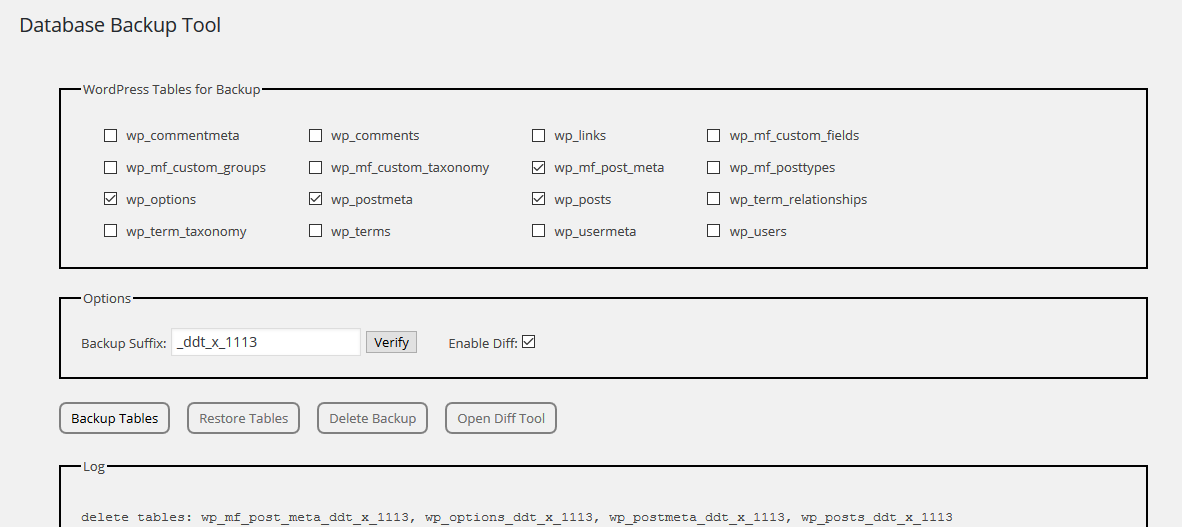 Database Backup Tool
WordPress Tables for Backup
wp_commentmeta wp_comments wp_links wp_mf_custom_fields
wp_mf_custom_groups wp_mf_custom_taxonomy wp_mf_post_meta wp_mf_posttypes
wp_options wp_postmeta wp_posts wp_term_relationships
wp_term_taxonomy wp_terms wp_usermeta wp_users
Options
Backup Suffix: _ddt_x_1113 Verify Enable Diff:
Backup Tables Restore Tables Delete Backup Open Diff Tool
Log
delete tables: wp_mf_post_meta_ddt_x_1113, wp_options_ddt_x_1113, wp_postmeta_ddt_x_1113, wp_posts_ddt_x_1113